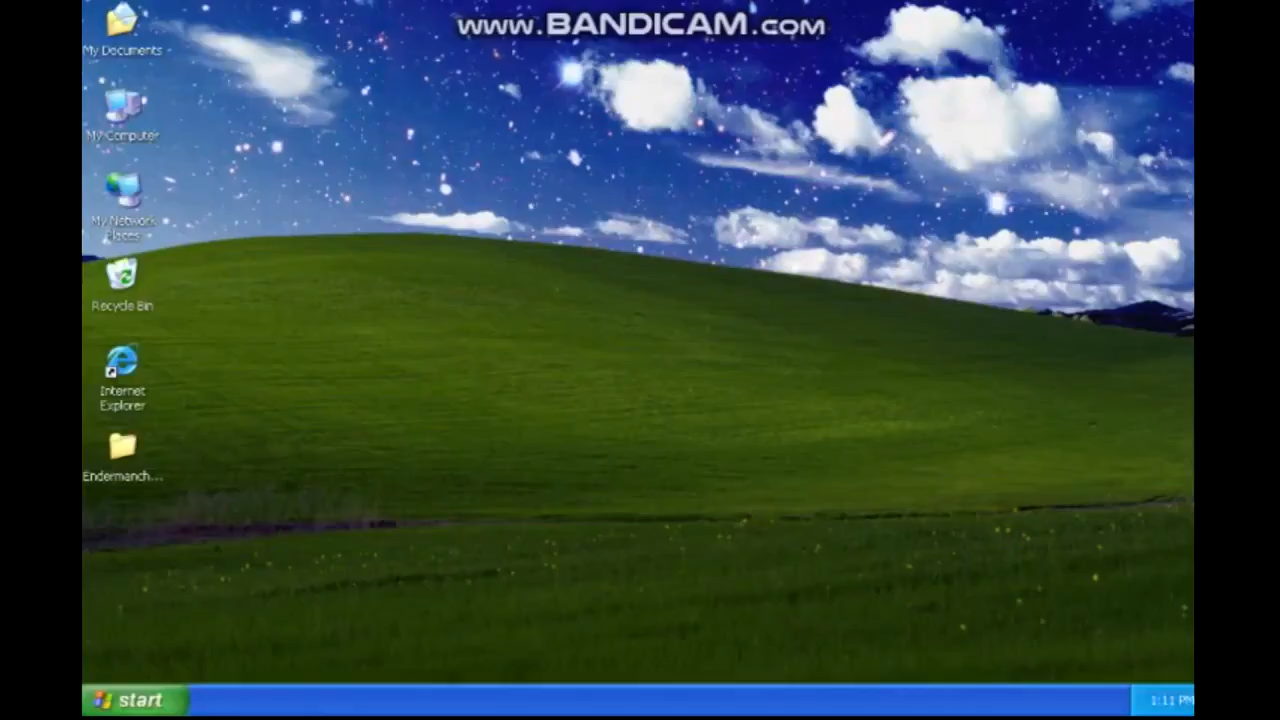 www.BANDICAM.com
My Documents
My Computer
My Network
Places
Recycle Bin
Internet
Explorer
Endermanch...
start
1:11 PM